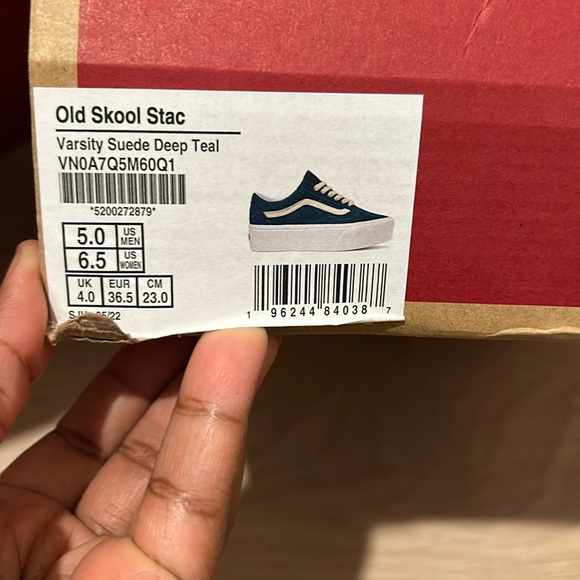 Old Skool Stac
Varsity Suede Deep Teal
VN0A7Q5M60Q1
*5200272879*
5.0 US MEN
6.5 US WOMEN
UK EUR CM
4.0 36.5 23.0
/22
1 96244 84038 7